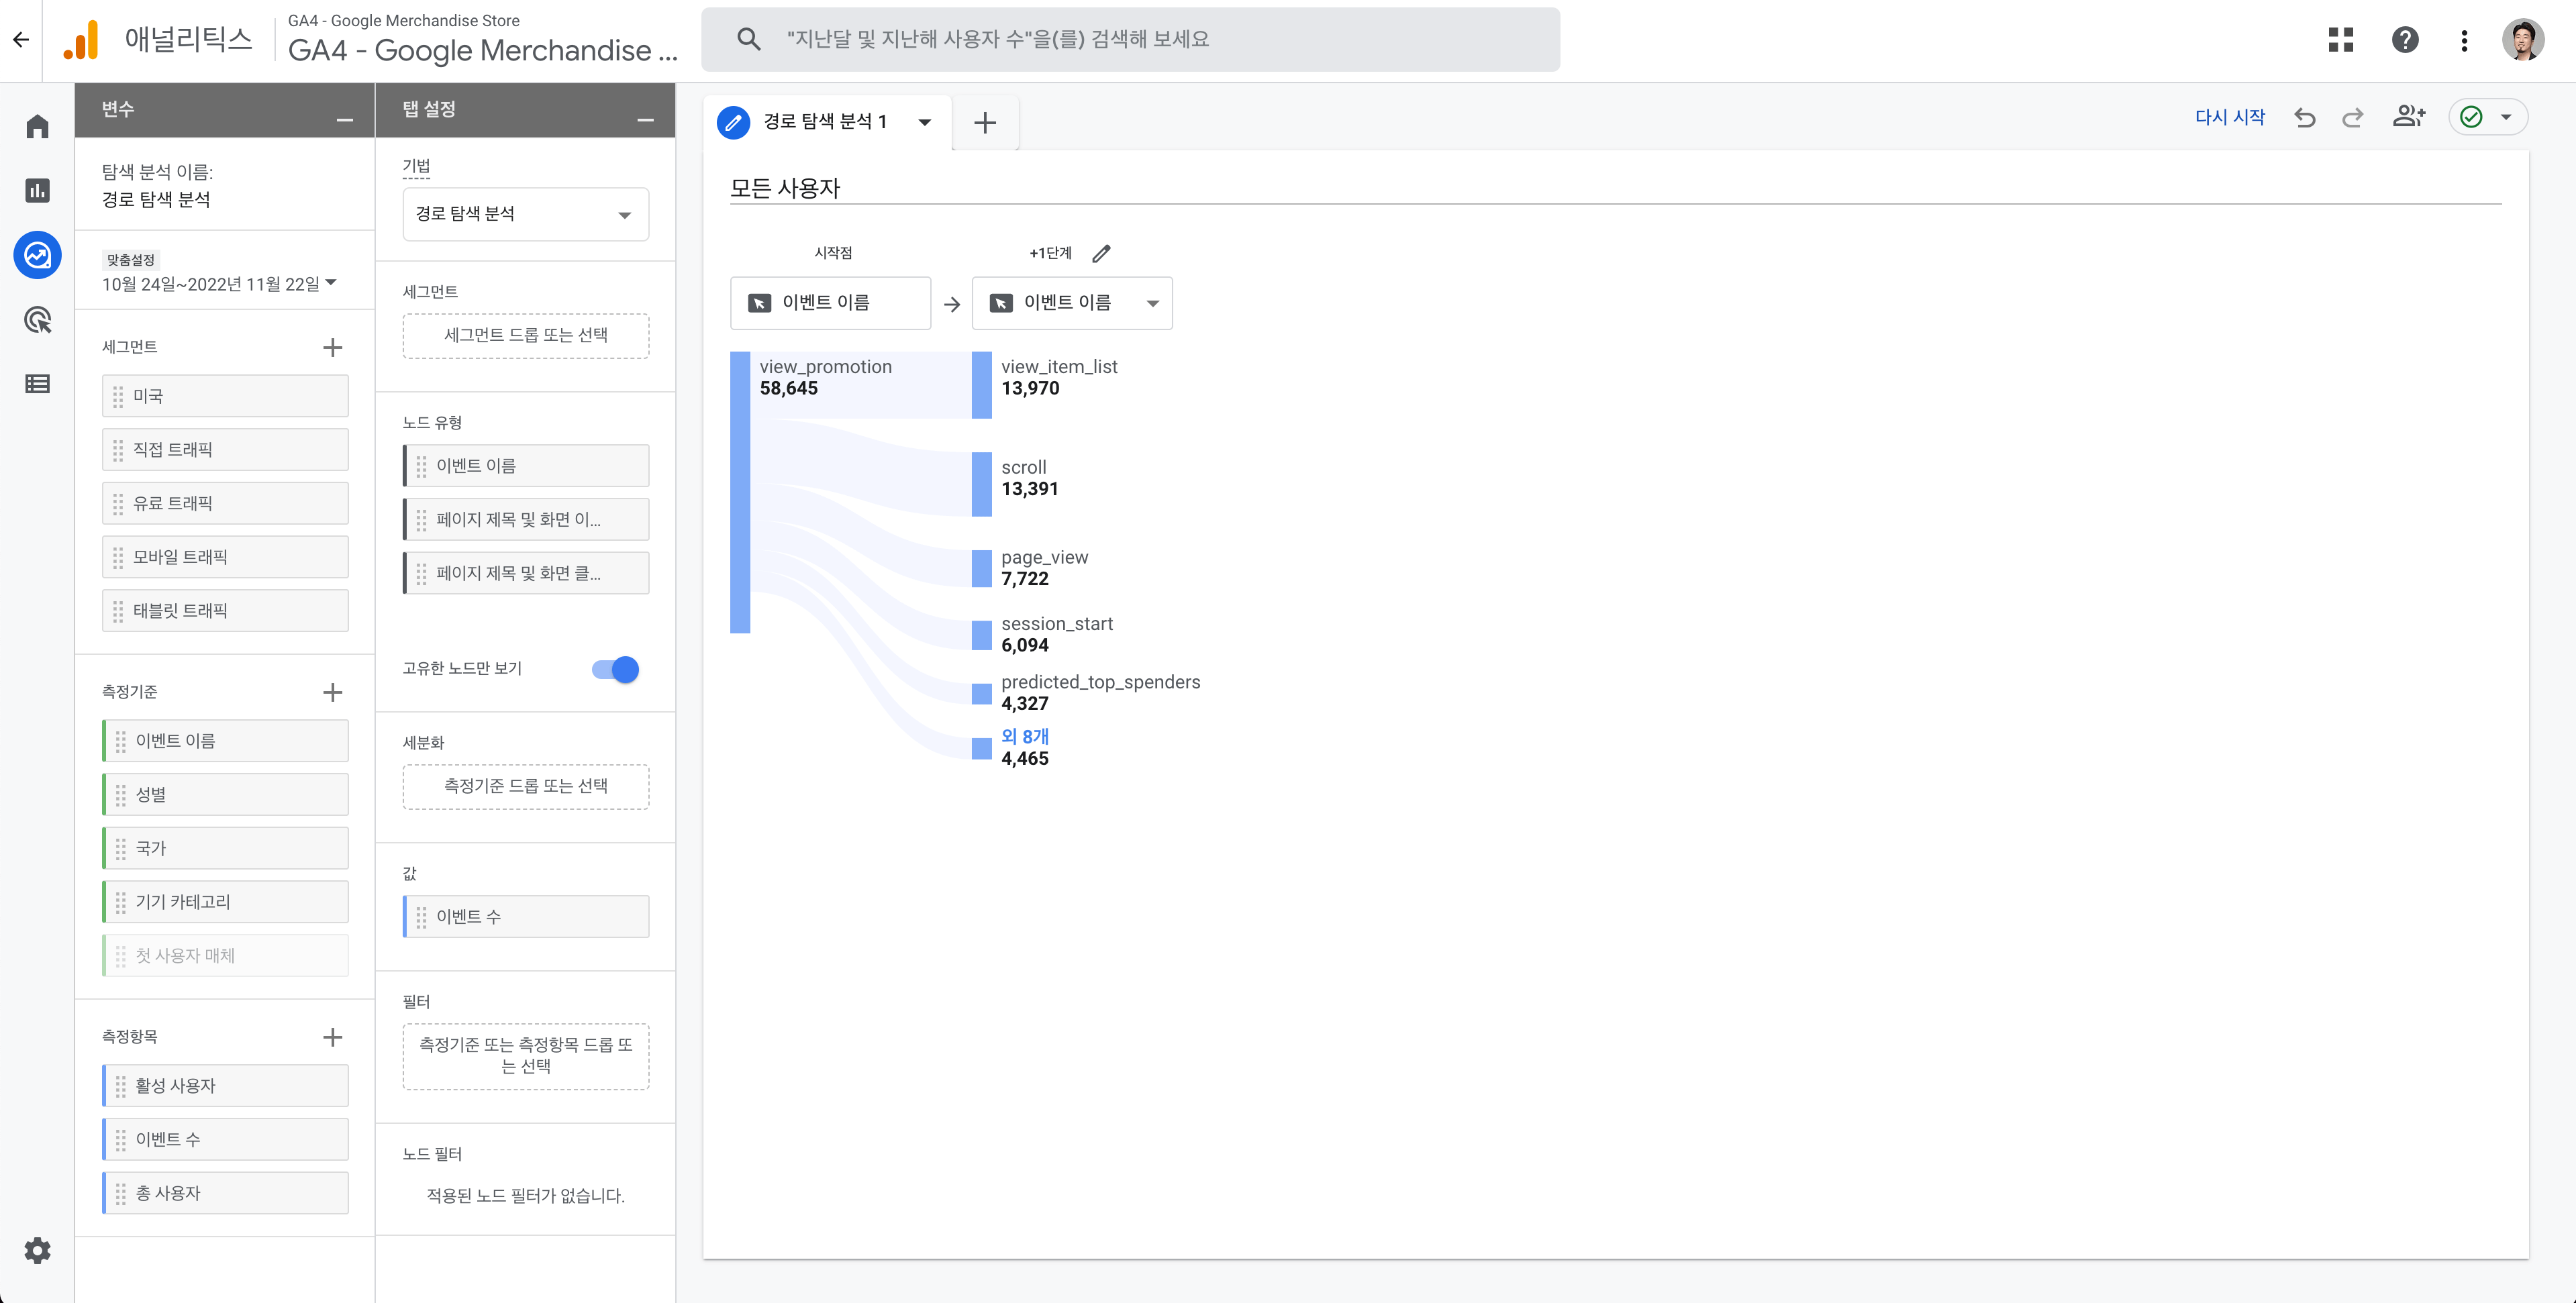 애널리틱스
GA4 - Google Merchandise Store
GA4 - Google Merchandise ...
"지난달 및 지난해 사용자 수"을(를) 검색해 보세요
변수
탐색 분석 이름:
경로 탐색 분석
맞춤설정
10월 24일~2022년 11월 22일
세그먼트
미국
직접 트래픽
유료 트래픽
모바일 트래픽
태블릿 트래픽
측정기준
이벤트 이름
성별
국가
기기 카테고리
첫 사용자 매체
측정항목
활성 사용자
이벤트 수
총 사용자
탭 설정
기법
경로 탐색 분석
세그먼트
세그먼트 드롭 또는 선택
노드 유형
이벤트 이름
페이지 제목 및 화면 이...
페이지 제목 및 화면 클...
고유한 노드만 보기
세분화
측정기준 드롭 또는 선택
값
이벤트 수
필터
측정기준 또는 측정항목 드롭 또
는 선택
노드 필터
적용된 노드 필터가 없습니다.
경로 탐색 분석 1
다시 시작
모든 사용자
시작점
+1단계
이벤트 이름
이벤트 이름
view_promotion
58,645
view_item_list
13,970
scroll
13,391
page_view
7,722
session_start
6,094
predicted_top_spenders
4,327
외 8개
4,465